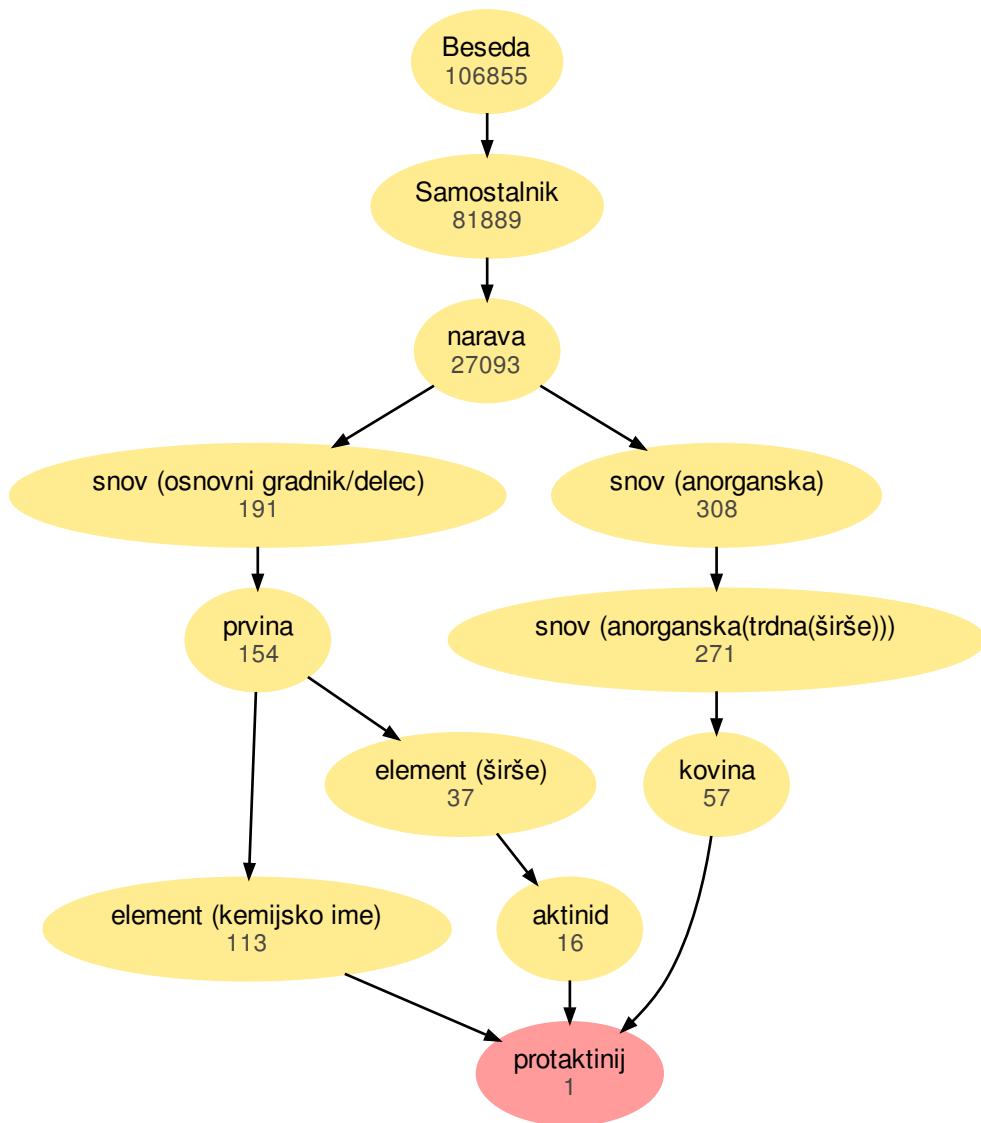 Beseda
106855
Samostalnik
81889
narava
27093
snov (osnovni gradnik/delec)
191
snov (anorganska)
308
prvina
154
snov (anorganska(trdna(širše)))
271
element (širše)
37
kovina
57
element (kemijsko ime)
113
aktinid
16
protaktinij
1